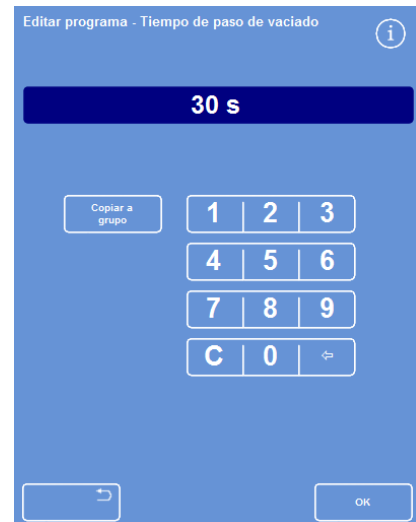 Editar programa - Tiempo de paso de vaciado
i
30 s
Copiar a
grupo
1 2 3
4 5 6
7 8 9
C 0 ⇦
OK